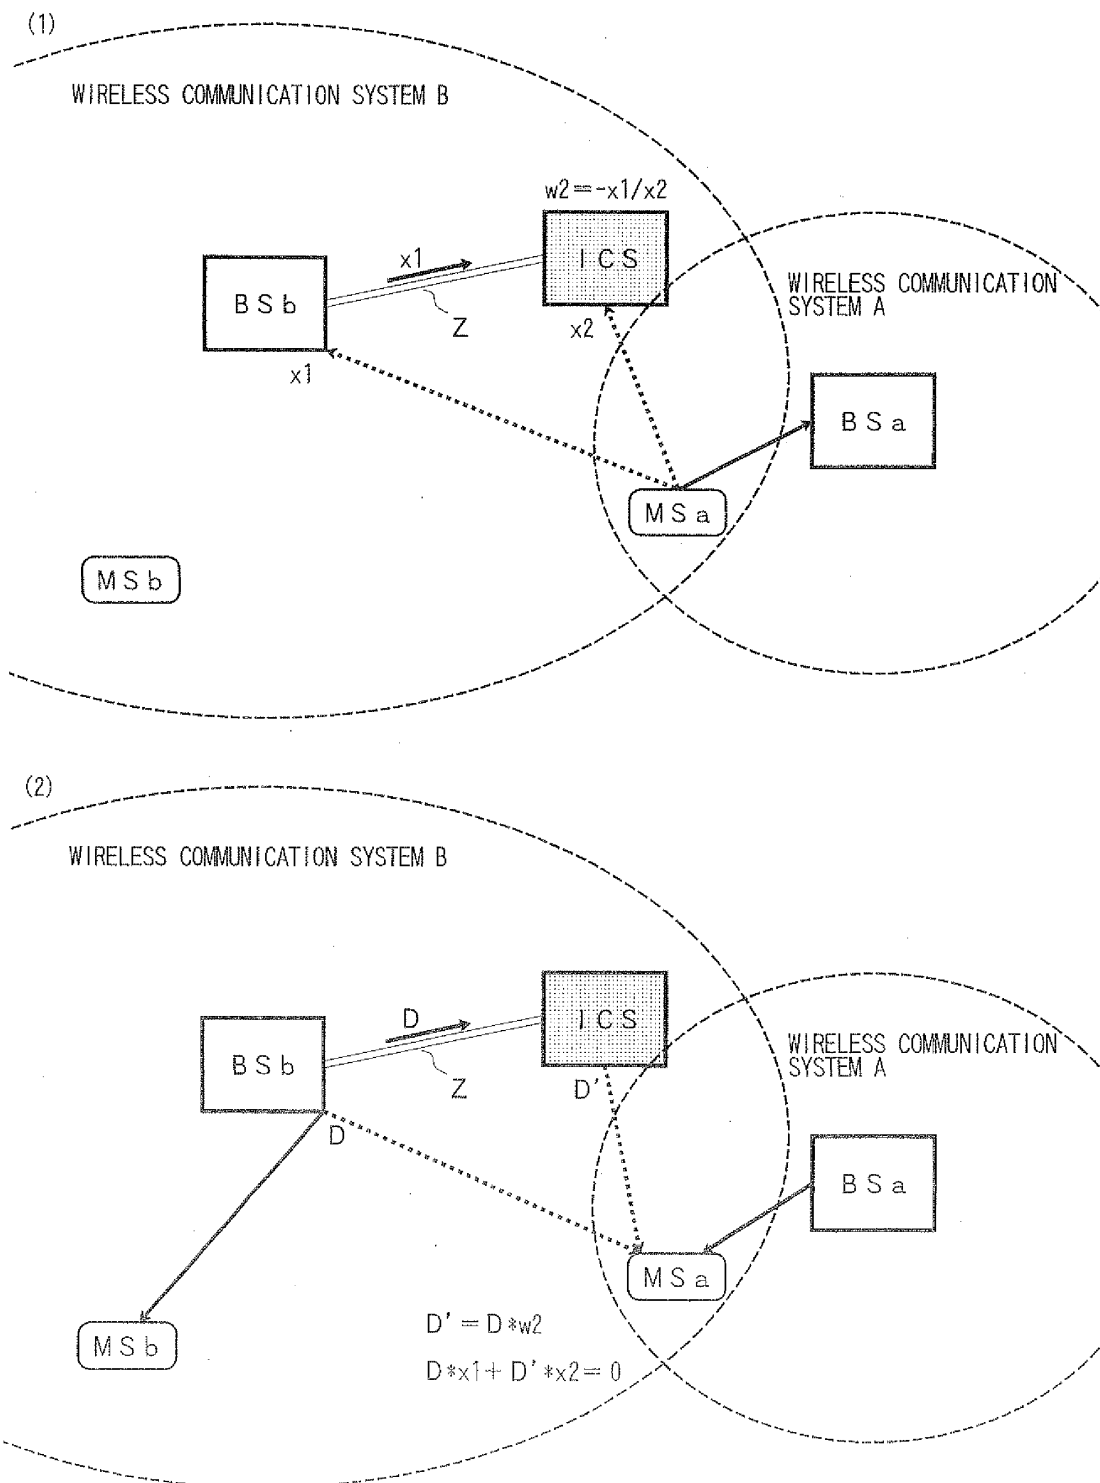 (1)
WIRELESS COMMUNICATION SYSTEM B
w2=-x1/x2
ICS
x1
BSb
Z
x2
x1
WIRELESS COMMUNICATION
SYSTEM A
BSa
MSa
MSb
(2)
WIRELESS COMMUNICATION SYSTEM B
ICS
D
BSb
Z
D'
D
WIRELESS COMMUNICATION
SYSTEM A
BSa
MSa
MSb
D'=D*w2
D*x1+D'*x2=0